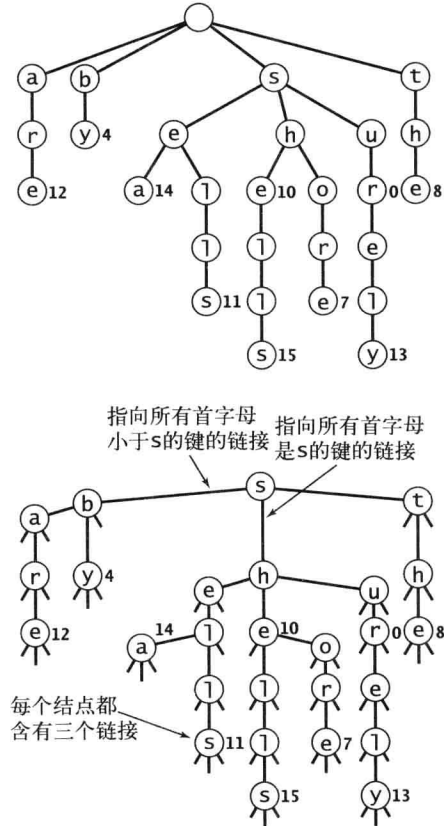 a b s t
r y 4 e h u h
e 12 a 14 l e 10 o r 0 e 8
l l r e
s 11 l e 7 l
s 15 y 13
指向所有首字母
小于s的键的链接
指向所有首字母
是s的键的链接
s
a b t
r y 4 e h u h
e 12 14 a l e 10 o r 0 e 8
l l r e
每个结点都
含有三个链接
s 11 l e 7 l
s 15 y 13